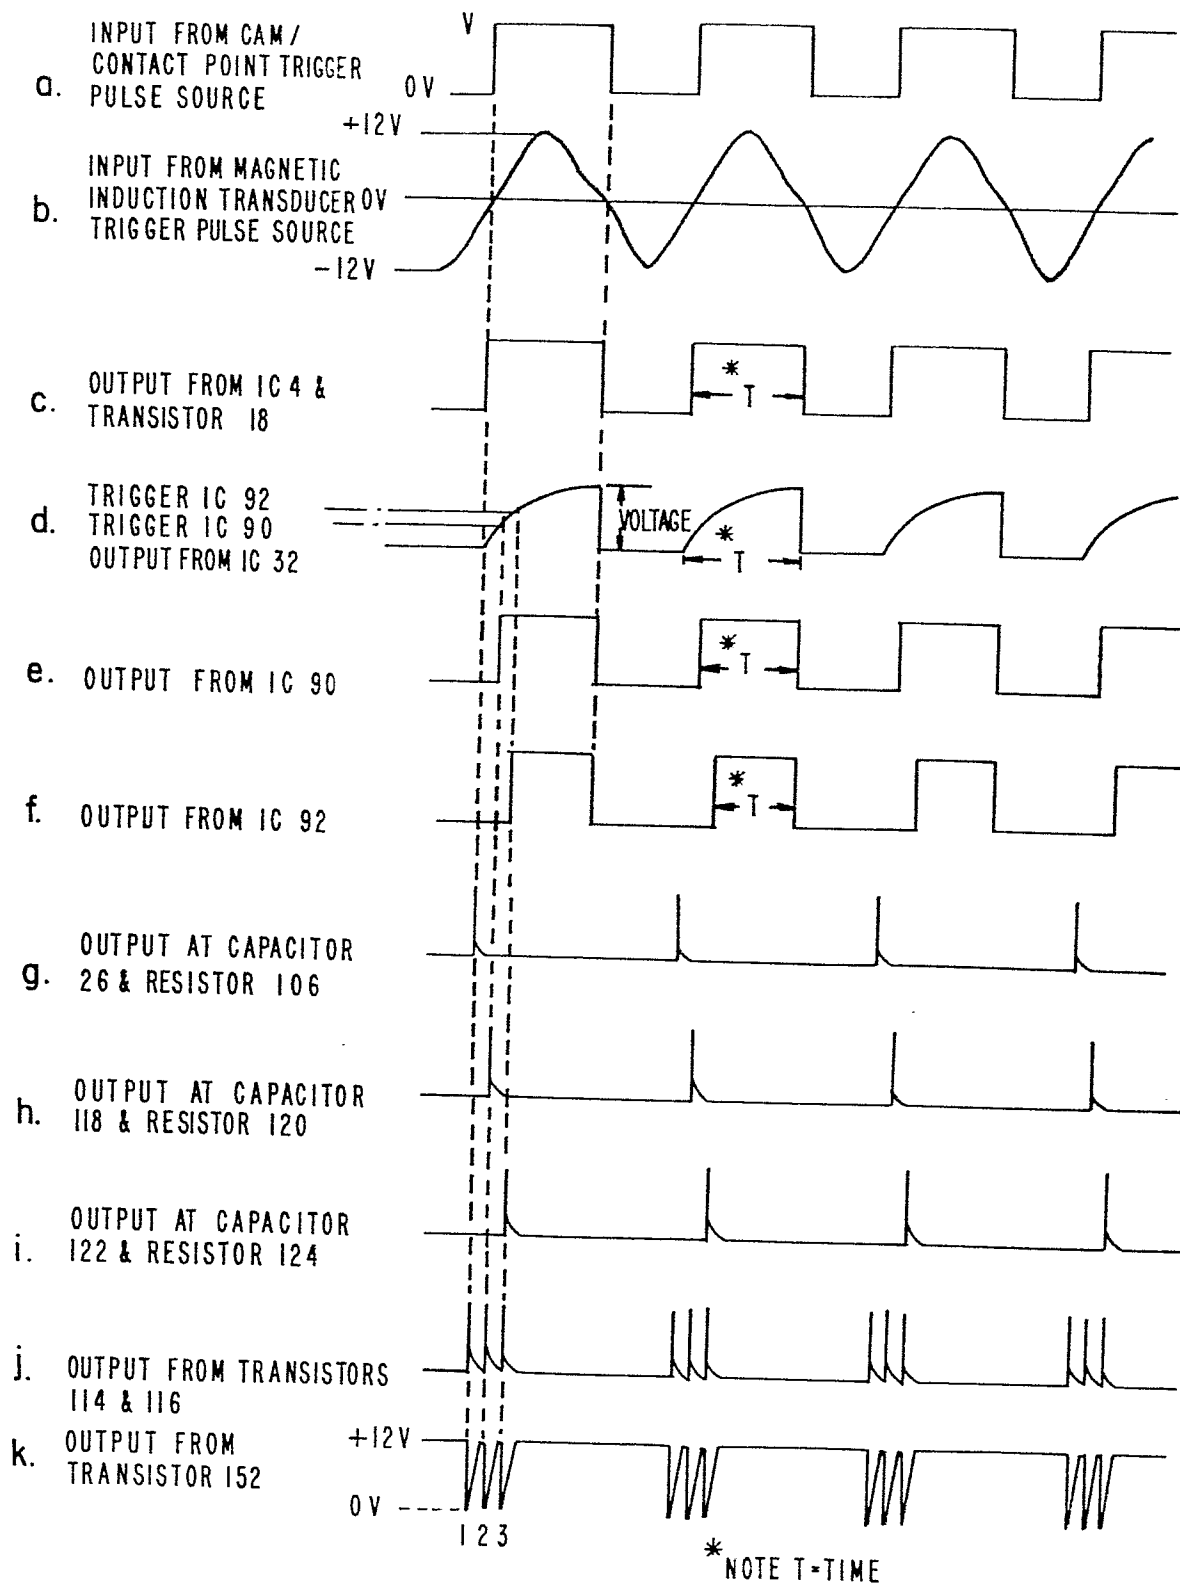 V
INPUT FROM CAM/
CONTACT POINT TRIGGER
a. PULSE SOURCE
0V
+12V
INPUT FROM MAGNETIC
INDUCTION TRANSDUCER 0V
b. TRIGGER PULSE SOURCE
-12V
OUTPUT FROM IC 4 &
c. TRANSISTOR 18
* T
TRIGGER IC 92
d. TRIGGER IC 90
OUTPUT FROM IC 32
VOLTAGE
* T
e. OUTPUT FROM IC 90
* T
f. OUTPUT FROM IC 92
* T
OUTPUT AT CAPACITOR
g. 26 & RESISTOR 106
OUTPUT AT CAPACITOR
h. 118 & RESISTOR 120
OUTPUT AT CAPACITOR
i. 122 & RESISTOR 124
j. OUTPUT FROM TRANSISTORS
114 & 116
k. OUTPUT FROM
TRANSISTOR 152
+12V
0V
1 2 3
* NOTE T=TIME